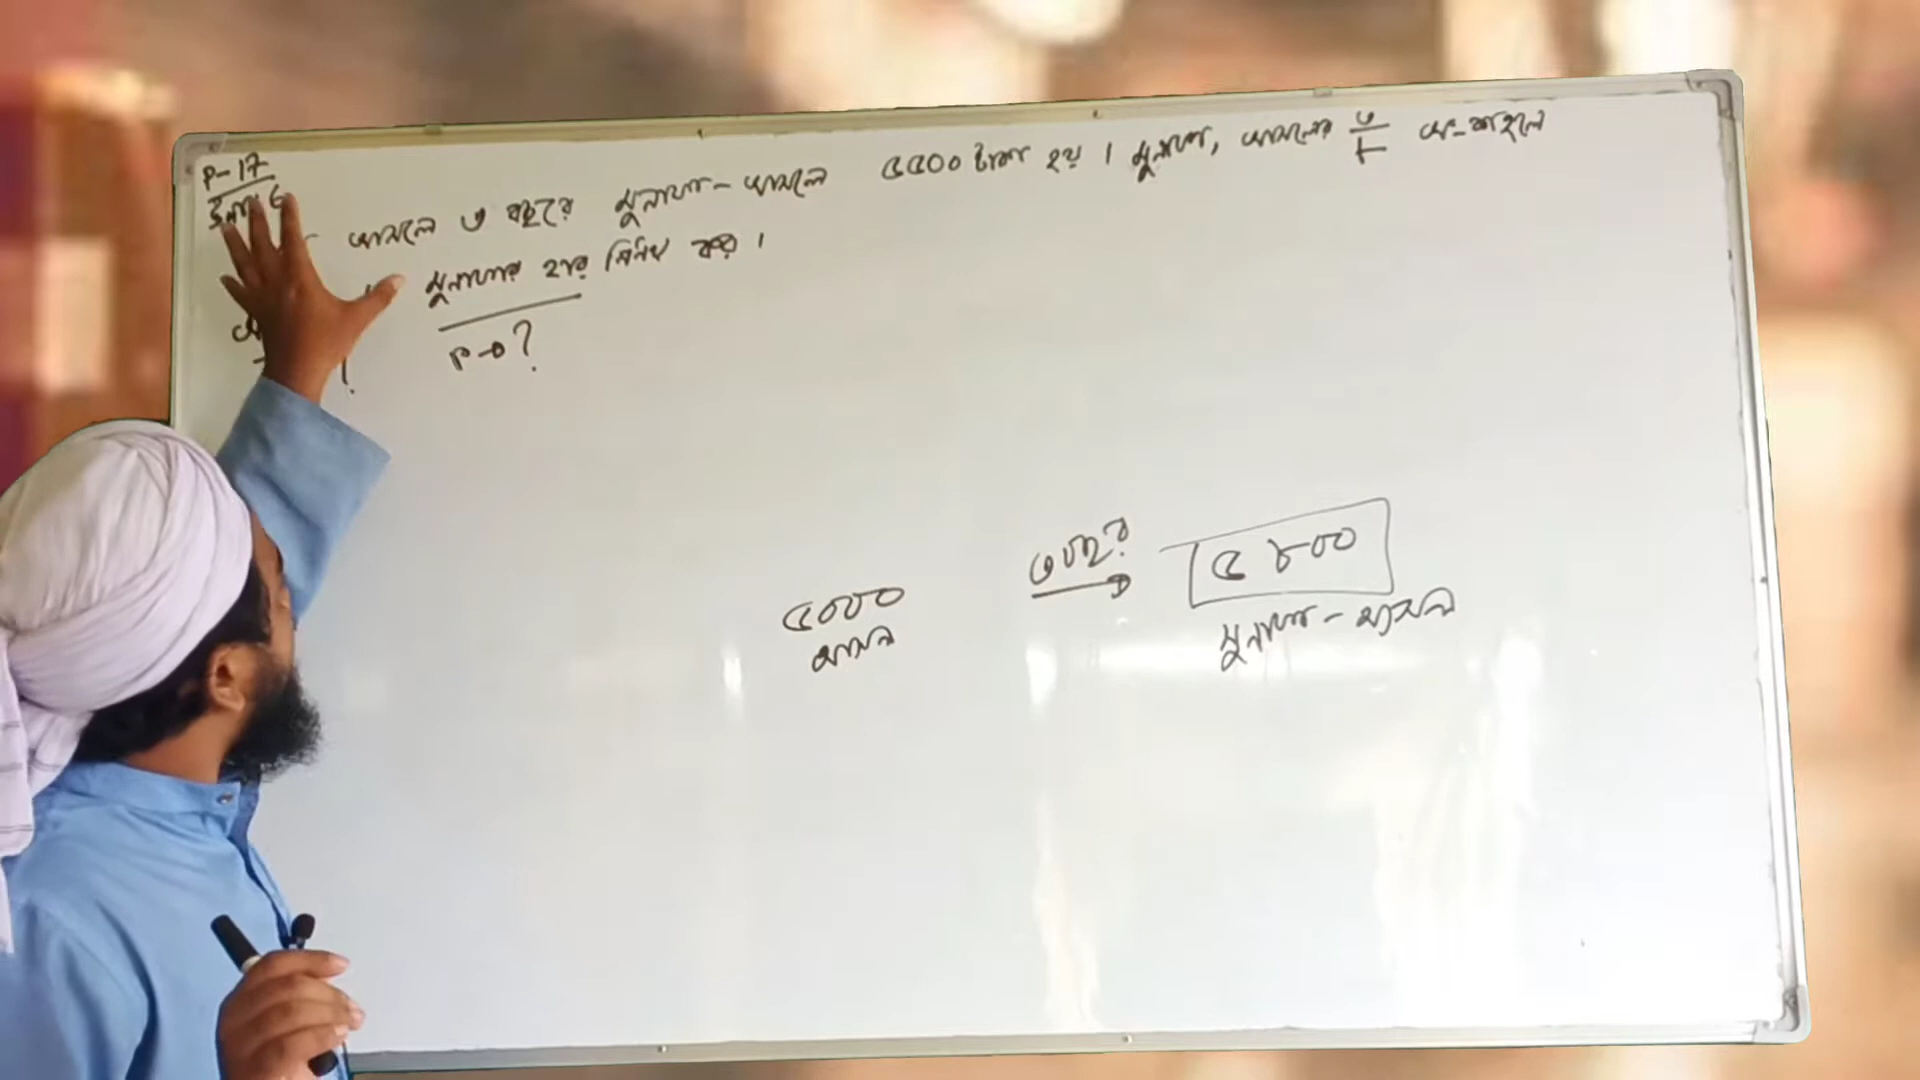 P-17
আসলে ৩ বছরে মুনাফা-আসলে ৫৫০০ টাকা হয়। মুনাফা, আসলের ৩/৮ অংশ হলে
মুনাফার হার নির্ণয় কর।
r→?
৫০০০
আসল
৩ বছর
৫৮০০
মুনাফা-আসল